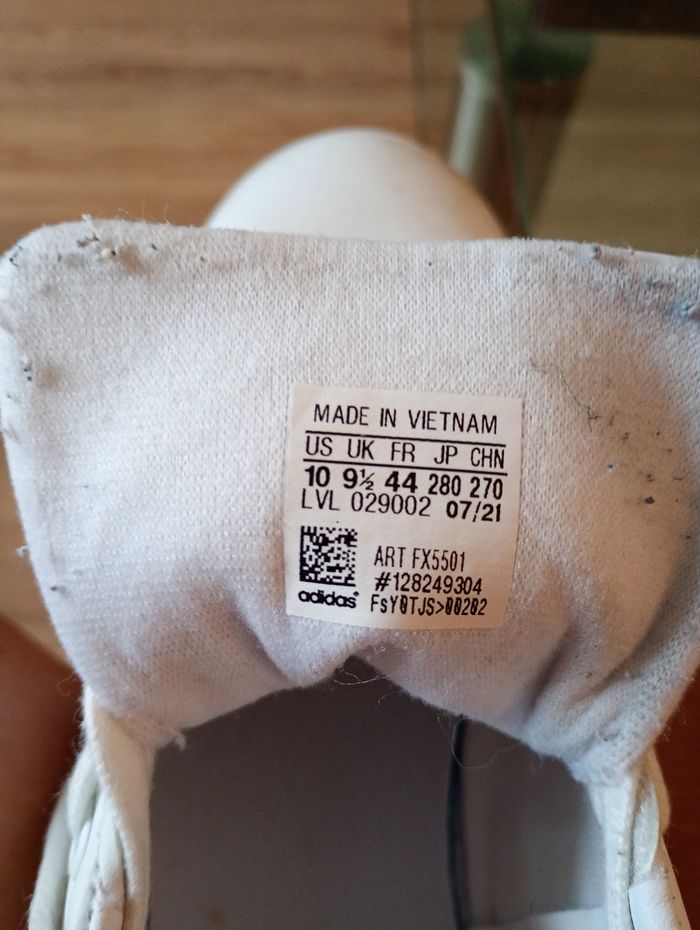 MADE IN VIETNAM
US UK FR JP CHN
10 9½ 44 280 270
LVL 029002 07/21
ART FX5501
#128249304
adidas FsY0TJS>00202